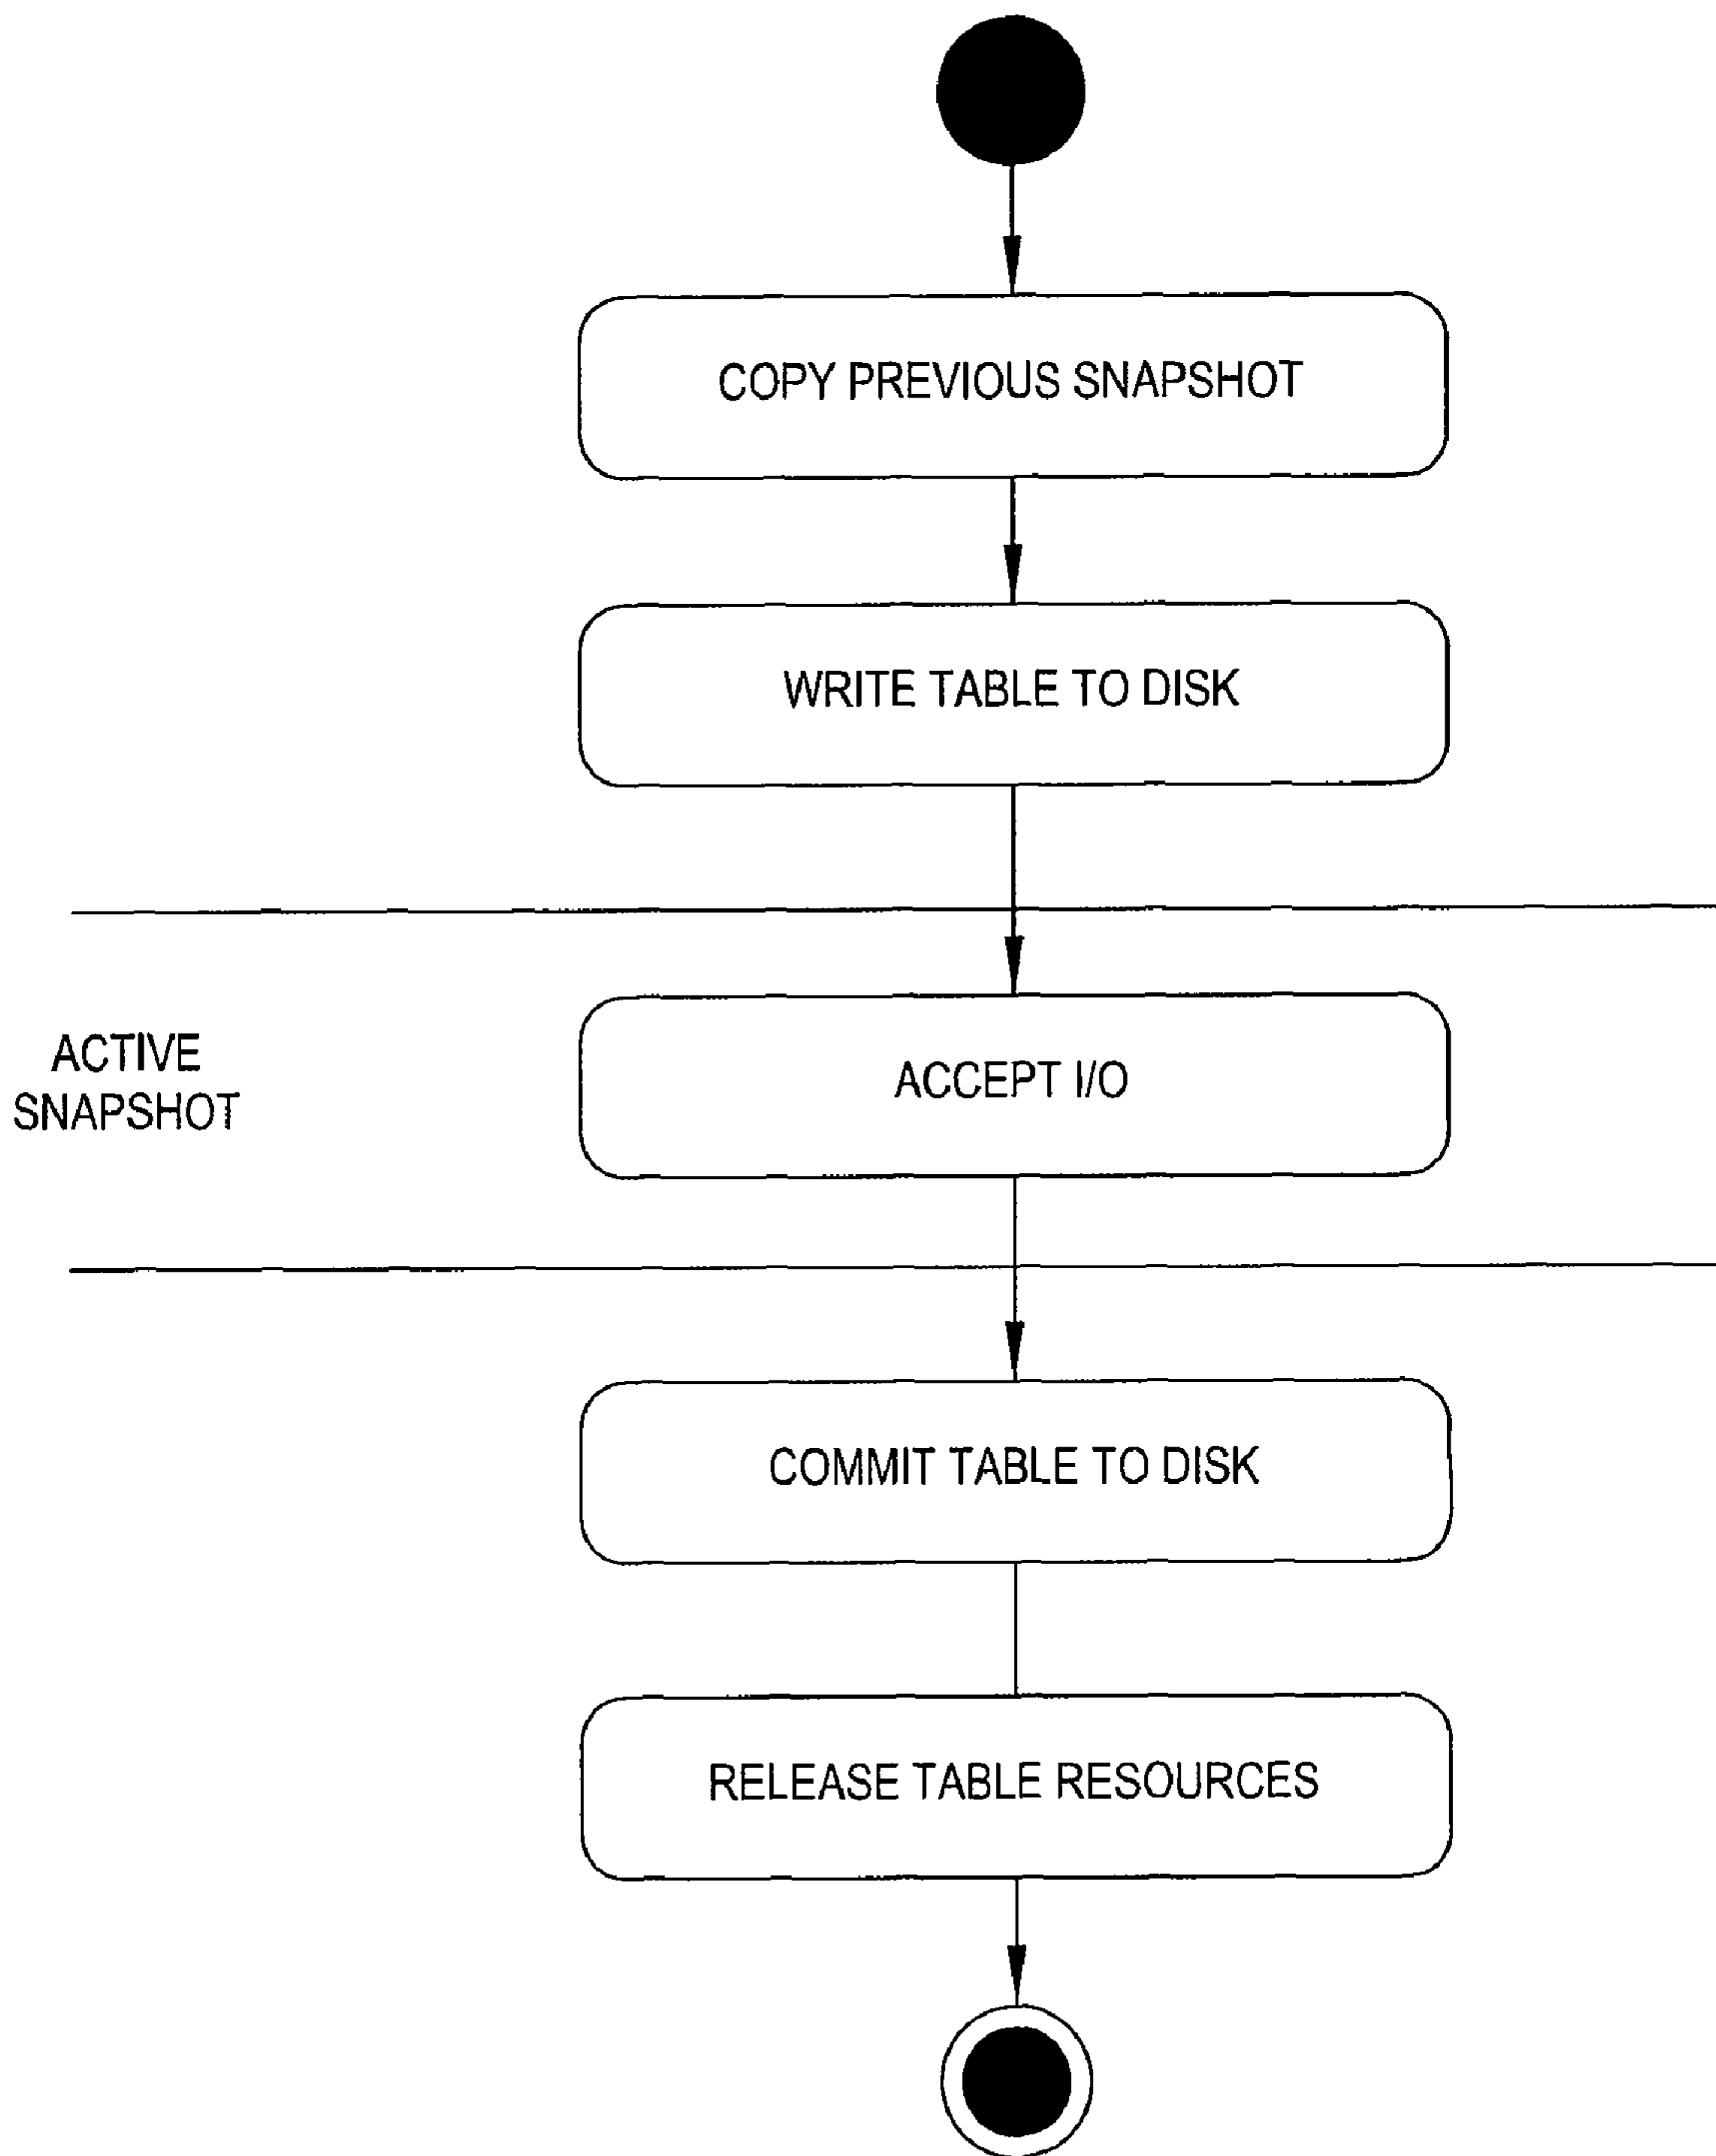 COPY PREVIOUS SNAPSHOT
WRITE TABLE TO DISK
ACTIVE
SNAPSHOT
ACCEPT I/O
COMMIT TABLE TO DISK
RELEASE TABLE RESOURCES